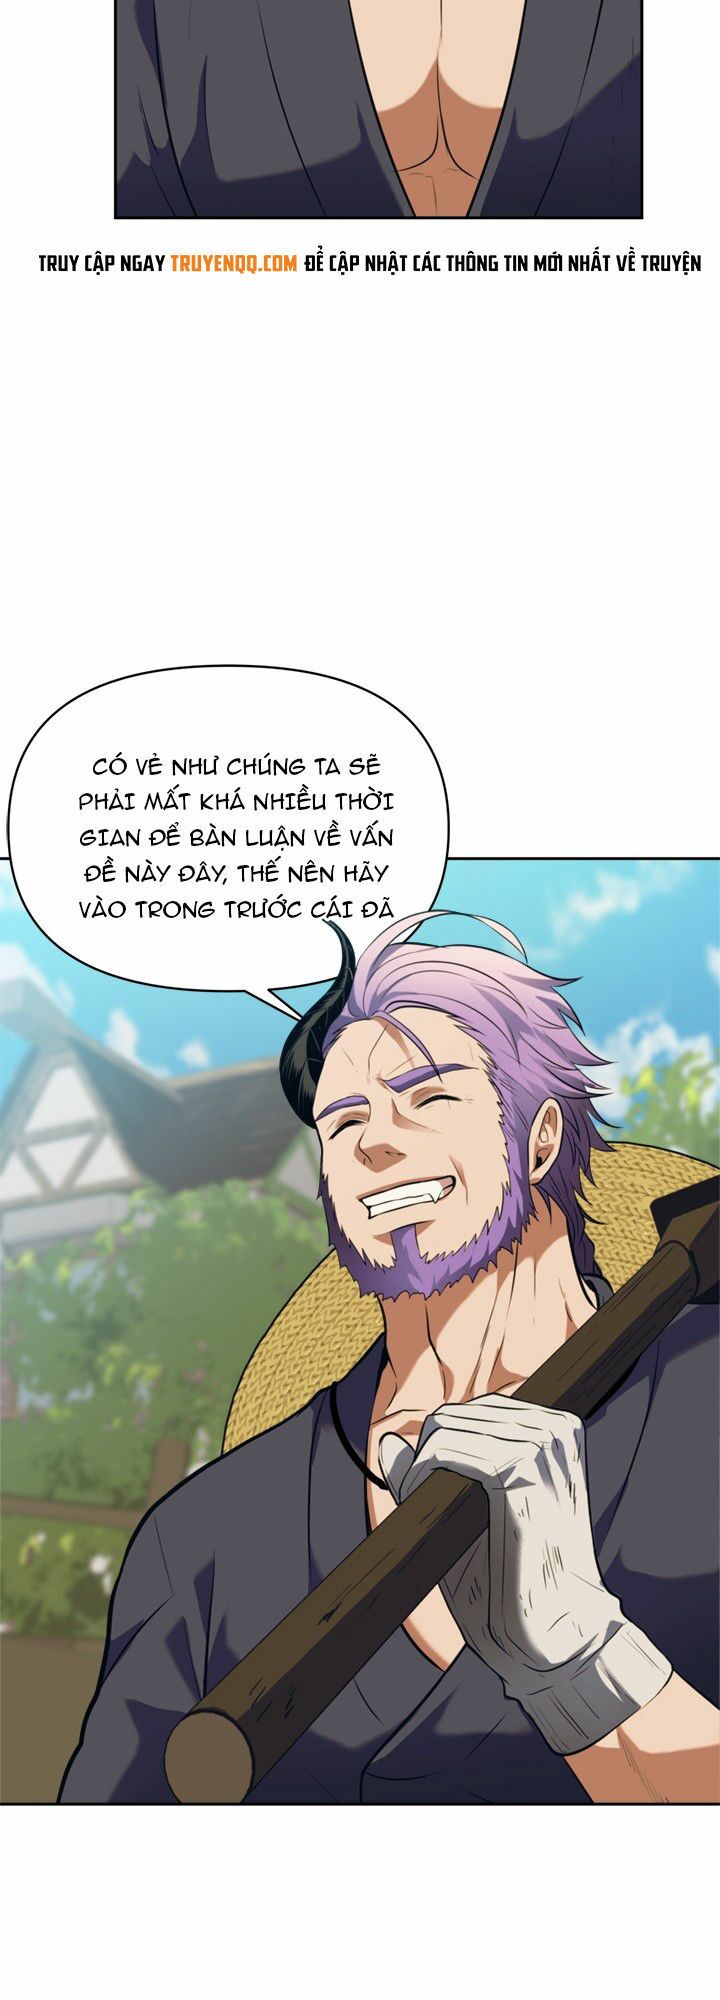 TRUY CẬP NGAY TRUYENQQ.COM ĐỂ CẬP NHẬT CÁC THÔNG TIN MỚI NHẤT VỀ TRUYỆN
CÓ VẺ NHƯ CHÚNG TA SẼ
PHẢI MẤT KHÁ NHIỀU THỜI
GIAN ĐỂ BÀN LUẬN VỀ VẤN
ĐỀ NÀY ĐÂY, THẾ NÊN HÃY
VÀO TRONG TRƯỚC CÁI ĐÃ